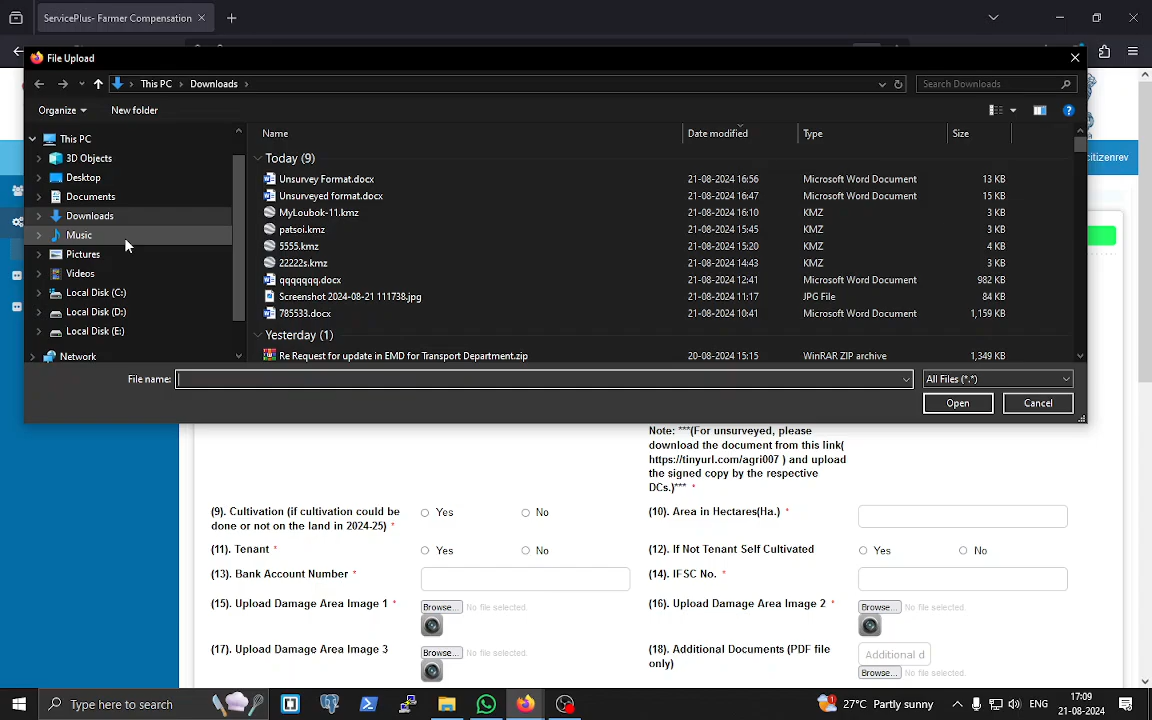 ServicePlus- Farmer Compensation
File Upload
This PC
Downloads
Search Downloads
Organize
New folder
This PC
3D Objects
Desktop
Documents
Downloads
Music
Pictures
Videos
Local Disk (C:)
Local Disk (D:)
Local Disk (E:)
Network
Name Date modified Type Size
Today (9)
Unsurvey Format.docx 21-08-2024 16:56 Microsoft Word Document 13 KB
Unsurveyed format.docx 21-08-2024 16:47 Microsoft Word Document 15 KB
MyLoubok-11.kmz 21-08-2024 16:10 KMZ 3 KB
patsoi.kmz 21-08-2024 15:45 KMZ 3 KB
5555.kmz 21-08-2024 15:20 KMZ 4 KB
22222s.kmz 21-08-2024 14:43 KMZ 3 KB
qqqqqqq.docx 21-08-2024 12:41 Microsoft Word Document 982 KB
Screenshot 2024-08-21 111738.jpg 21-08-2024 11:17 JPG File 84 KB
785533.docx 21-08-2024 10:41 Microsoft Word Document 1,159 KB
Yesterday (1)
Re Request for update in EMD for Transport Department.zip 20-08-2024 15:15 WinRAR ZIP archive 1,349 KB
File name:
All Files (*.*)
Open
Cancel
citizenrev
Note: ***(For unsurveyed, please
download the document from this link(
https://tinyurl.com/agri007 ) and upload
the signed copy by the respective
DCs.)*** *
(9). Cultivation (if cultivation could be
done or not on the land in 2024-25) *
Yes
No
(10). Area in Hectares(Ha.) *
(11). Tenant *
Yes
No
(12). If Not Tenant Self Cultivated
Yes
No
(13). Bank Account Number *
(14). IFSC No. *
(15). Upload Damage Area Image 1 *
Browse... No file selected.
(16). Upload Damage Area Image 2 *
Browse... No file selected.
(17). Upload Damage Area Image 3
Browse... No file selected.
(18). Additional Documents (PDF file
only)
Additional d
Browse... No file selected.
Type here to search
27°C Partly sunny
ENG
17:09
21-08-2024